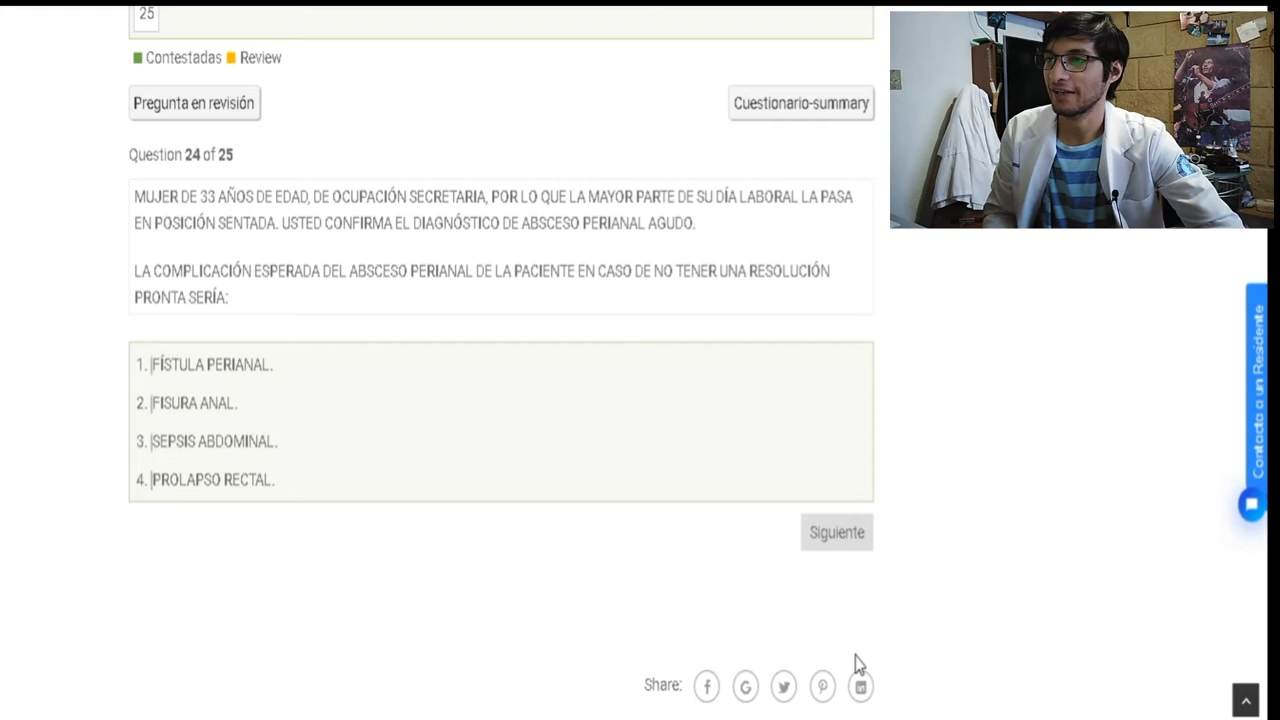 25
Contestadas Review
Pregunta en revisión
Cuestionario-summary
Question 24 of 25
MUJER DE 33 AÑOS DE EDAD, DE OCUPACIÓN SECRETARIA, POR LO QUE LA MAYOR PARTE DE SU DÍA LABORAL LA PASA
EN POSICIÓN SENTADA. USTED CONFIRMA EL DIAGNÓSTICO DE ABSCESO PERIANAL AGUDO.
LA COMPLICACIÓN ESPERADA DEL ABSCESO PERIANAL DE LA PACIENTE EN CASO DE NO TENER UNA RESOLUCIÓN
PRONTA SERÍA:
1. FÍSTULA PERIANAL.
2. FISURA ANAL.
3. SEPSIS ABDOMINAL.
4. PROLAPSO RECTAL.
Siguiente
Contacta a un Residente
Share: